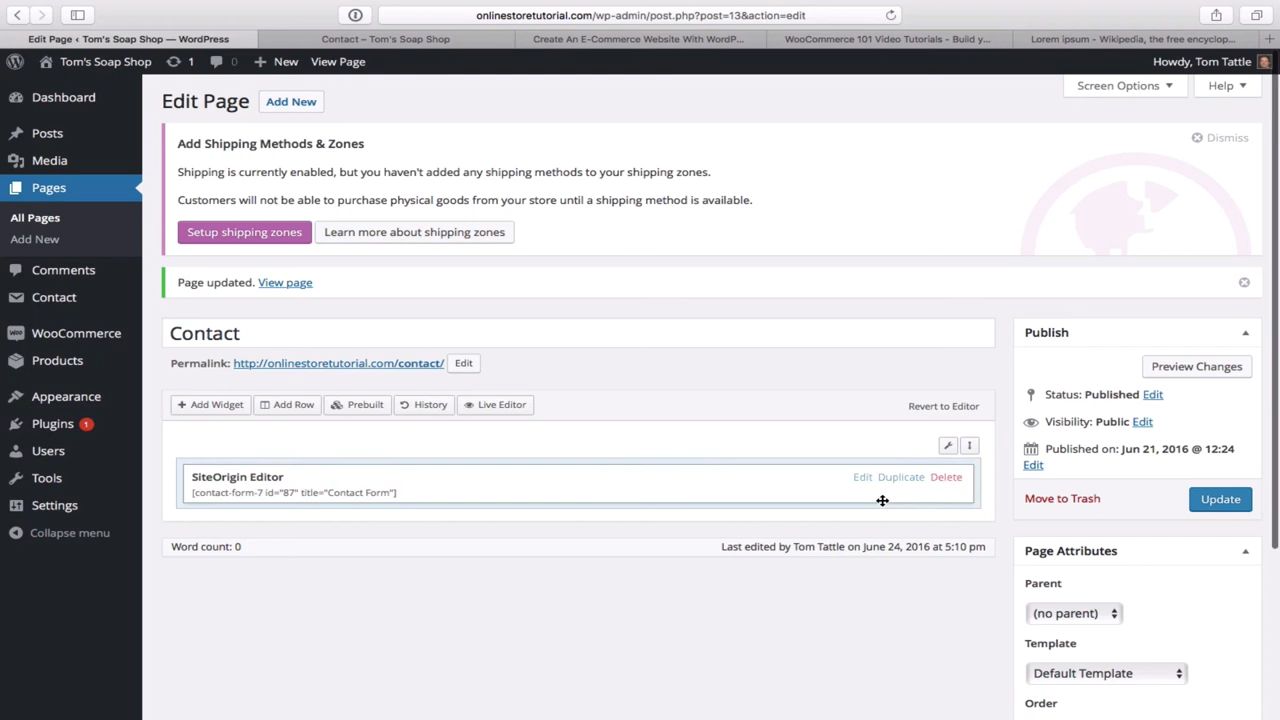 onlinestoretutorial.com/wp-admin/post.php?post=13&action=edit
Edit Page ‹ Tom's Soap Shop — WordPress
Contact – Tom's Soap Shop
Create An E-Commerce Website With WordP...
WooCommerce 101 Video Tutorials - Build y...
Lorem ipsum - Wikipedia, the free encyclop...
Tom's Soap Shop
1
0
New
View Page
Howdy, Tom Tattle
Dashboard
Posts
Media
Pages
All Pages
Add New
Comments
Contact
Woo
WooCommerce
Products
Appearance
Plugins 1
Users
Tools
Settings
Collapse menu
Screen Options
Help
Edit Page
Add New
Add Shipping Methods & Zones
Dismiss
Shipping is currently enabled, but you haven't added any shipping methods to your shipping zones.
Customers will not be able to purchase physical goods from your store until a shipping method is available.
Setup shipping zones
Learn more about shipping zones
Page updated. View page
Contact
Permalink: http://onlinestoretutorial.com/contact/ Edit
Add Widget
Add Row
Prebuilt
History
Live Editor
Revert to Editor
SiteOrigin Editor
Edit Duplicate Delete
[contact-form-7 id="87" title="Contact Form"]
Word count: 0
Last edited by Tom Tattle on June 24, 2016 at 5:10 pm
Publish
Preview Changes
Status: Published Edit
Visibility: Public Edit
Published on: Jun 21, 2016 @ 12:24
Edit
Move to Trash
Update
Page Attributes
Parent
(no parent)
Template
Default Template
Order